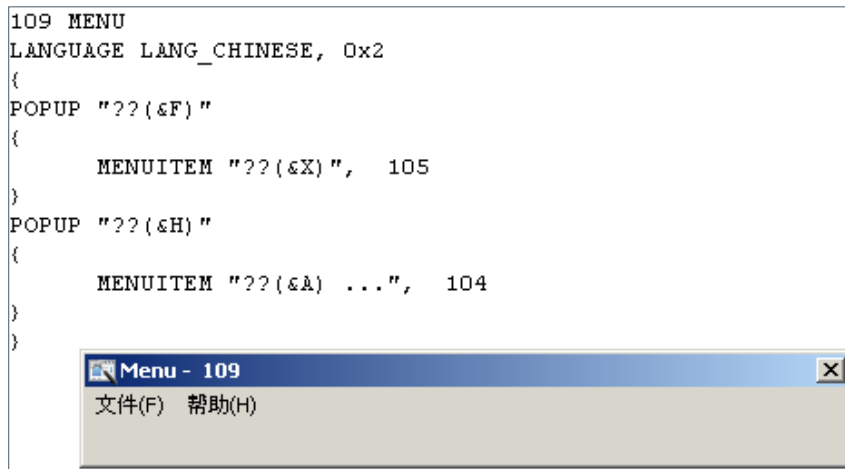 109 MENU
LANGUAGE LANG_CHINESE, 0x2
{
POPUP "??(&F)"
{
MENUITEM "??(&X)", 105
}
POPUP "??(&H)"
{
MENUITEM "??(&A) ...", 104
}
}
Menu - 109
文件(F) 帮助(H)